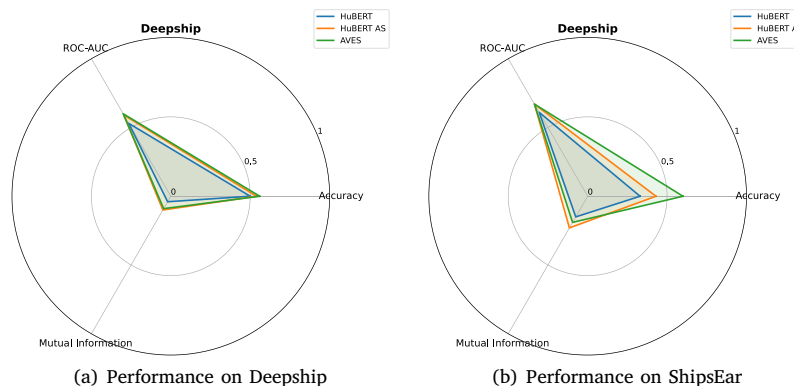 Deepship
HuBERT
HuBERT AS
AVES
ROC-AUC
1
0,5
0
Accuracy
Mutual Information
(a) Performance on Deepship
Deepship
HuBERT
HuBERT A
AVES
ROC-AUC
1
0,5
0
Accuracy
Mutual Information
(b) Performance on ShipsEar